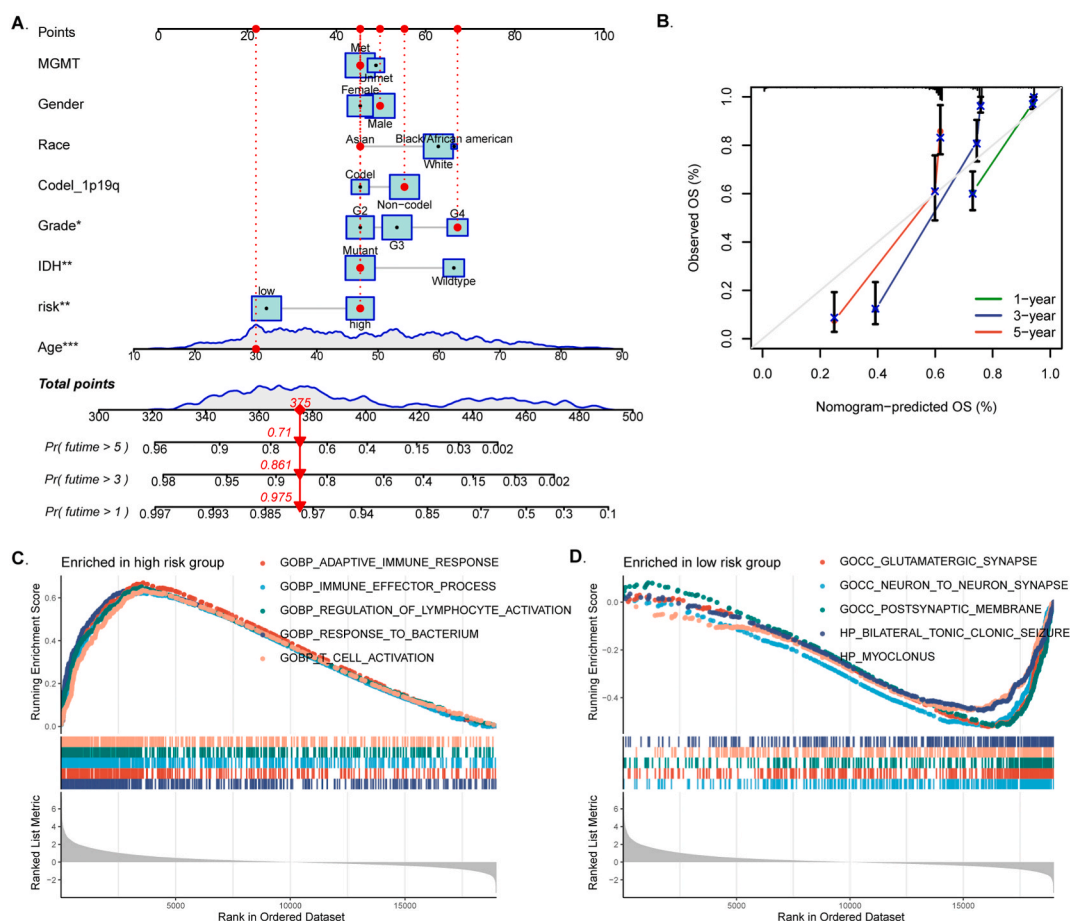 A.
Points
0 20 40 60 80 100
MGMT
Met
Unmet
Gender
Female
Male
Race
Asian
Black/African american
White
Codel_1p19q
Codel
Non-codel
Grade*
G2
G3
G4
IDH**
Mutant
Wildtype
risk**
low
high
Age***
10 20 30 40 50 60 70 80 90
Total points
375
300 320 340 360 380 400 420 440 460 480 500
0.71
Pr( futime > 5 )
0.96 0.9 0.8 0.6 0.4 0.15 0.03 0.002
0.861
Pr( futime > 3 )
0.98 0.95 0.9 0.8 0.6 0.4 0.15 0.03 0.002
0.975
Pr( futime > 1 )
0.997 0.993 0.985 0.97 0.94 0.85 0.7 0.5 0.3 0.1
B.
Observed OS (%)
1.0
0.8
0.6
0.4
0.2
0.0
0.0 0.2 0.4 0.6 0.8 1.0
Nomogram-predicted OS (%)
1-year
3-year
5-year
C.
Enriched in high risk group
GOBP_ADAPTIVE_IMMUNE_RESPONSE
GOBP_IMMUNE_EFFECTOR_PROCESS
GOBP_REGULATION_OF_LYMPHOCYTE_ACTIVATION
GOBP_RESPONSE_TO_BACTERIUM
GOBP_T_CELL_ACTIVATION
Running Enrichment Score
0.6
0.4
0.2
0.0
Ranked List Metric
6
4
2
0
-2
5000 10000 15000
Rank in Ordered Dataset
D.
Enriched in low risk group
GOCC_GLUTAMATERGIC_SYNAPSE
GOCC_NEURON_TO_NEURON_SYNAPSE
GOCC_POSTSYNAPTIC_MEMBRANE
HP_BILATERAL_TONIC_CLONIC_SEIZURE
HP_MYOCLONUS
Running Enrichment Score
0.0
-0.2
-0.4
Ranked List Metric
6
4
2
0
-2
5000 10000 15000
Rank in Ordered Dataset